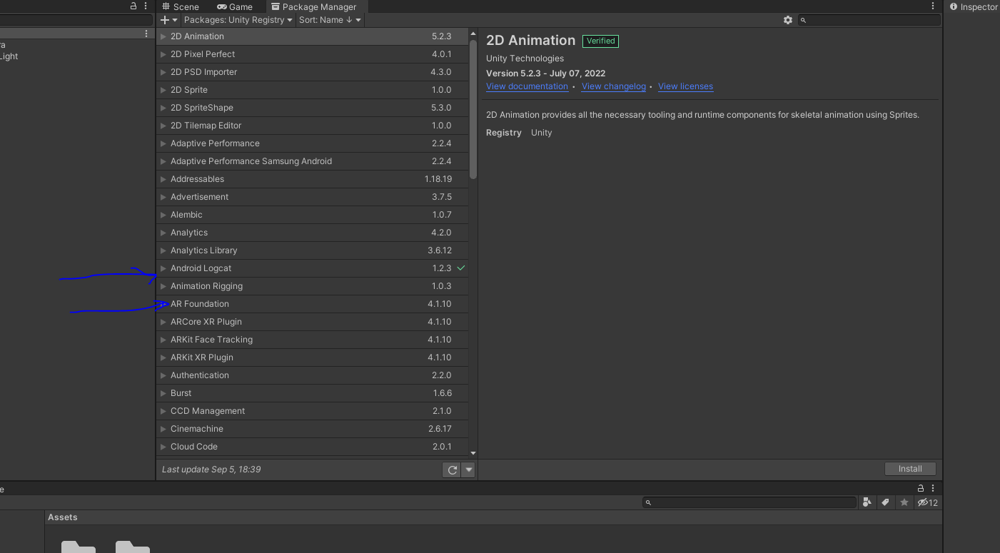 Scene Game Package Manager Inspector
+ Packages: Unity Registry Sort: Name ↓
ra
Light
2D Animation 5.2.3
2D Pixel Perfect 4.0.1
2D PSD Importer 4.3.0
2D Sprite 1.0.0
2D SpriteShape 5.3.0
2D Tilemap Editor 1.0.0
Adaptive Performance 2.2.4
Adaptive Performance Samsung Android 2.2.4
Addressables 1.18.19
Advertisement 3.7.5
Alembic 1.0.7
Analytics 4.2.0
Analytics Library 3.6.12
Android Logcat 1.2.3
Animation Rigging 1.0.3
AR Foundation 4.1.10
ARCore XR Plugin 4.1.10
ARKit Face Tracking 4.1.10
ARKit XR Plugin 4.1.10
Authentication 2.2.0
Burst 1.6.6
CCD Management 2.1.0
Cinemachine 2.6.17
Cloud Code 2.0.1
Last update Sep 5, 18:39
2D Animation Verified
Unity Technologies
Version 5.2.3 - July 07, 2022
View documentation • View changelog • View licenses
2D Animation provides all the necessary tooling and runtime components for skeletal animation using Sprites.
Registry Unity
Install
e
12
Assets